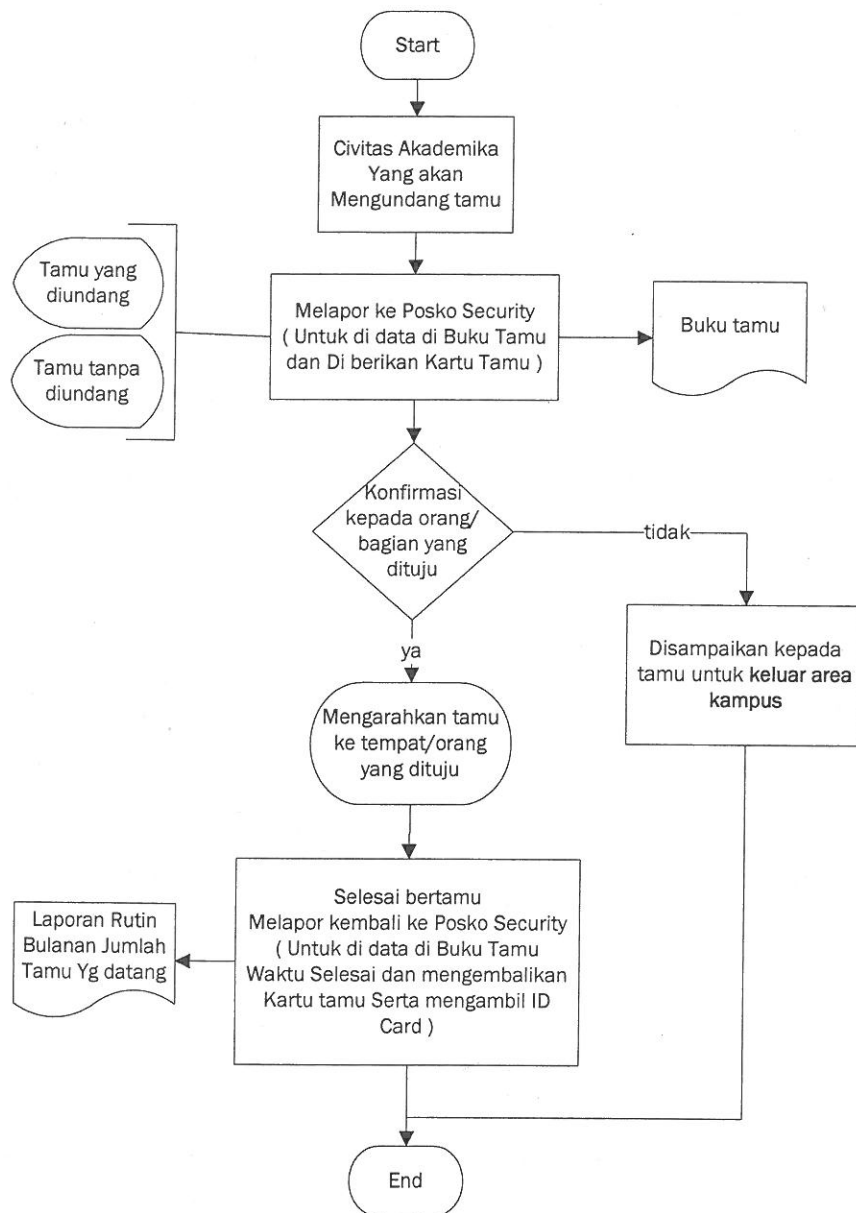 Start
Civitas Akademika
Yang akan
Mengundang tamu
Tamu yang
diundang
Tamu tanpa
diundang
Melapor ke Posko Security
( Untuk di data di Buku Tamu
dan Di berikan Kartu Tamu )
Buku tamu
Konfirmasi
kepada orang/
bagian yang
dituju
tidak
ya
Disampaikan kepada
tamu untuk keluar area
kampus
Mengarahkan tamu
ke tempat/orang
yang dituju
Selesai bertamu
Melapor kembali ke Posko Security
( Untuk di data di Buku Tamu
Waktu Selesai dan mengembalikan
Kartu tamu Serta mengambil ID
Card )
Laporan Rutin
Bulanan Jumlah
Tamu Yg datang
End